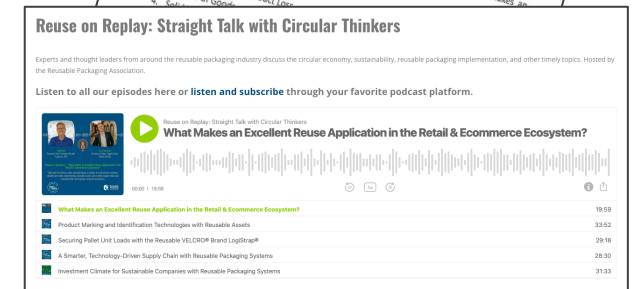 Reuse on Replay: Straight Talk with Circular Thinkers
Experts and thought leaders from around the reusable packaging industry discuss the circular economy, sustainability, reusable packaging implementation, and other timely topics. Hosted by
the Reusable Packaging Association.
Listen to all our episodes here or listen and subscribe through your favorite podcast platform.
Reuse on Replay: Straight Talk with Circular Thinkers
What Makes an Excellent Reuse Application in the Retail & Ecommerce Ecosystem?
00:00 | 19:59
1x
What Makes an Excellent Reuse Application in the Retail & Ecommerce Ecosystem? 19:59
Product Marking and Identification Technologies with Reusable Assets 33:52
Securing Pallet Unit Loads with the Reusable VELCRO® Brand LogiStrap® 29:18
A Smarter, Technology-Driven Supply Chain with Reusable Packaging Systems 28:30
Investment Climate for Sustainable Companies with Reusable Packaging Systems 31:33